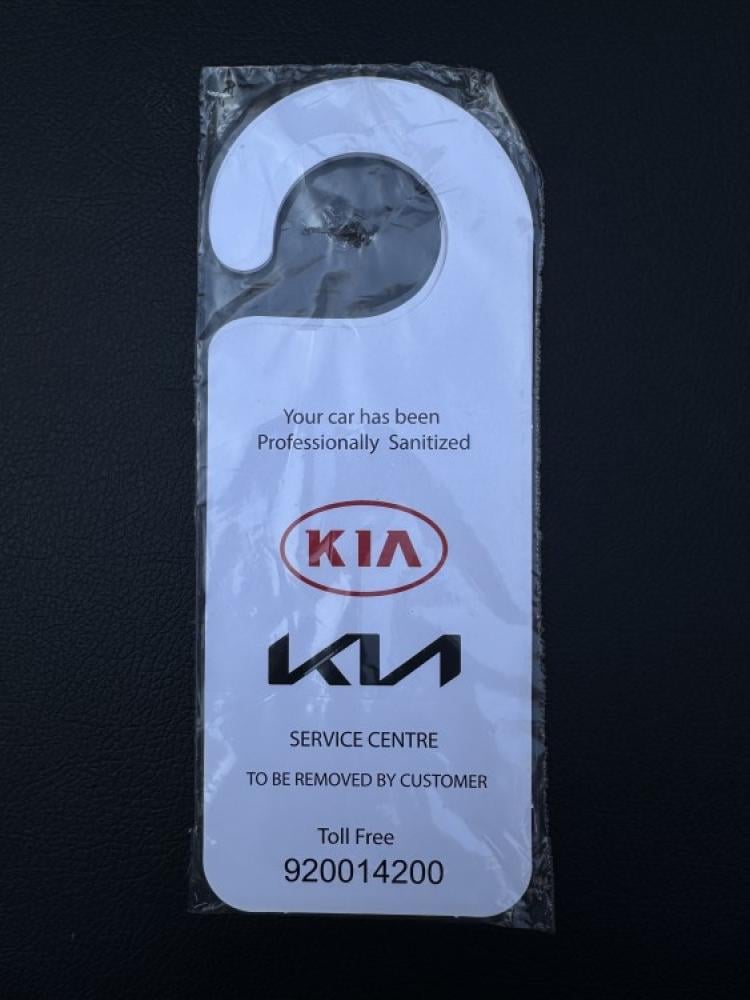 Your car has been
Professionally Sanitized
KIA
KIA
SERVICE CENTRE
TO BE REMOVED BY CUSTOMER
Toll Free
920014200